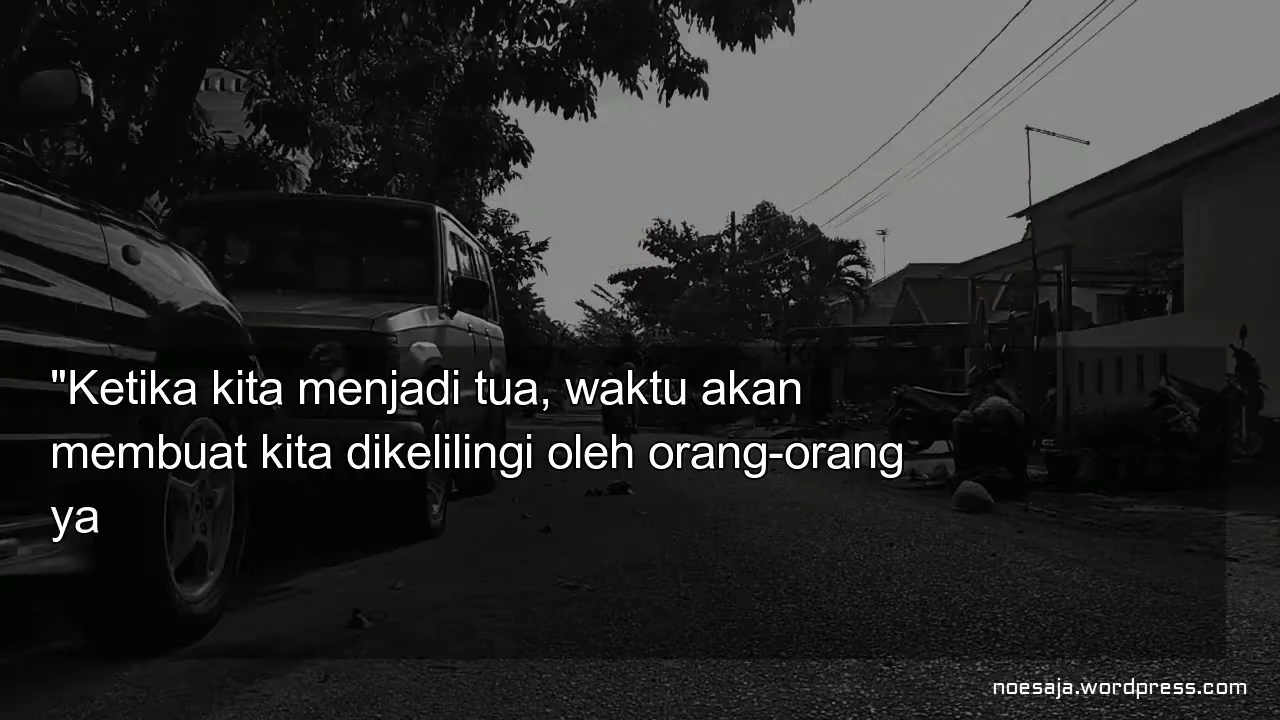 "Ketika kita menjadi tua, waktu akan
membuat kita dikelilingi oleh orang-orang
ya
noesaja.wordpress.com